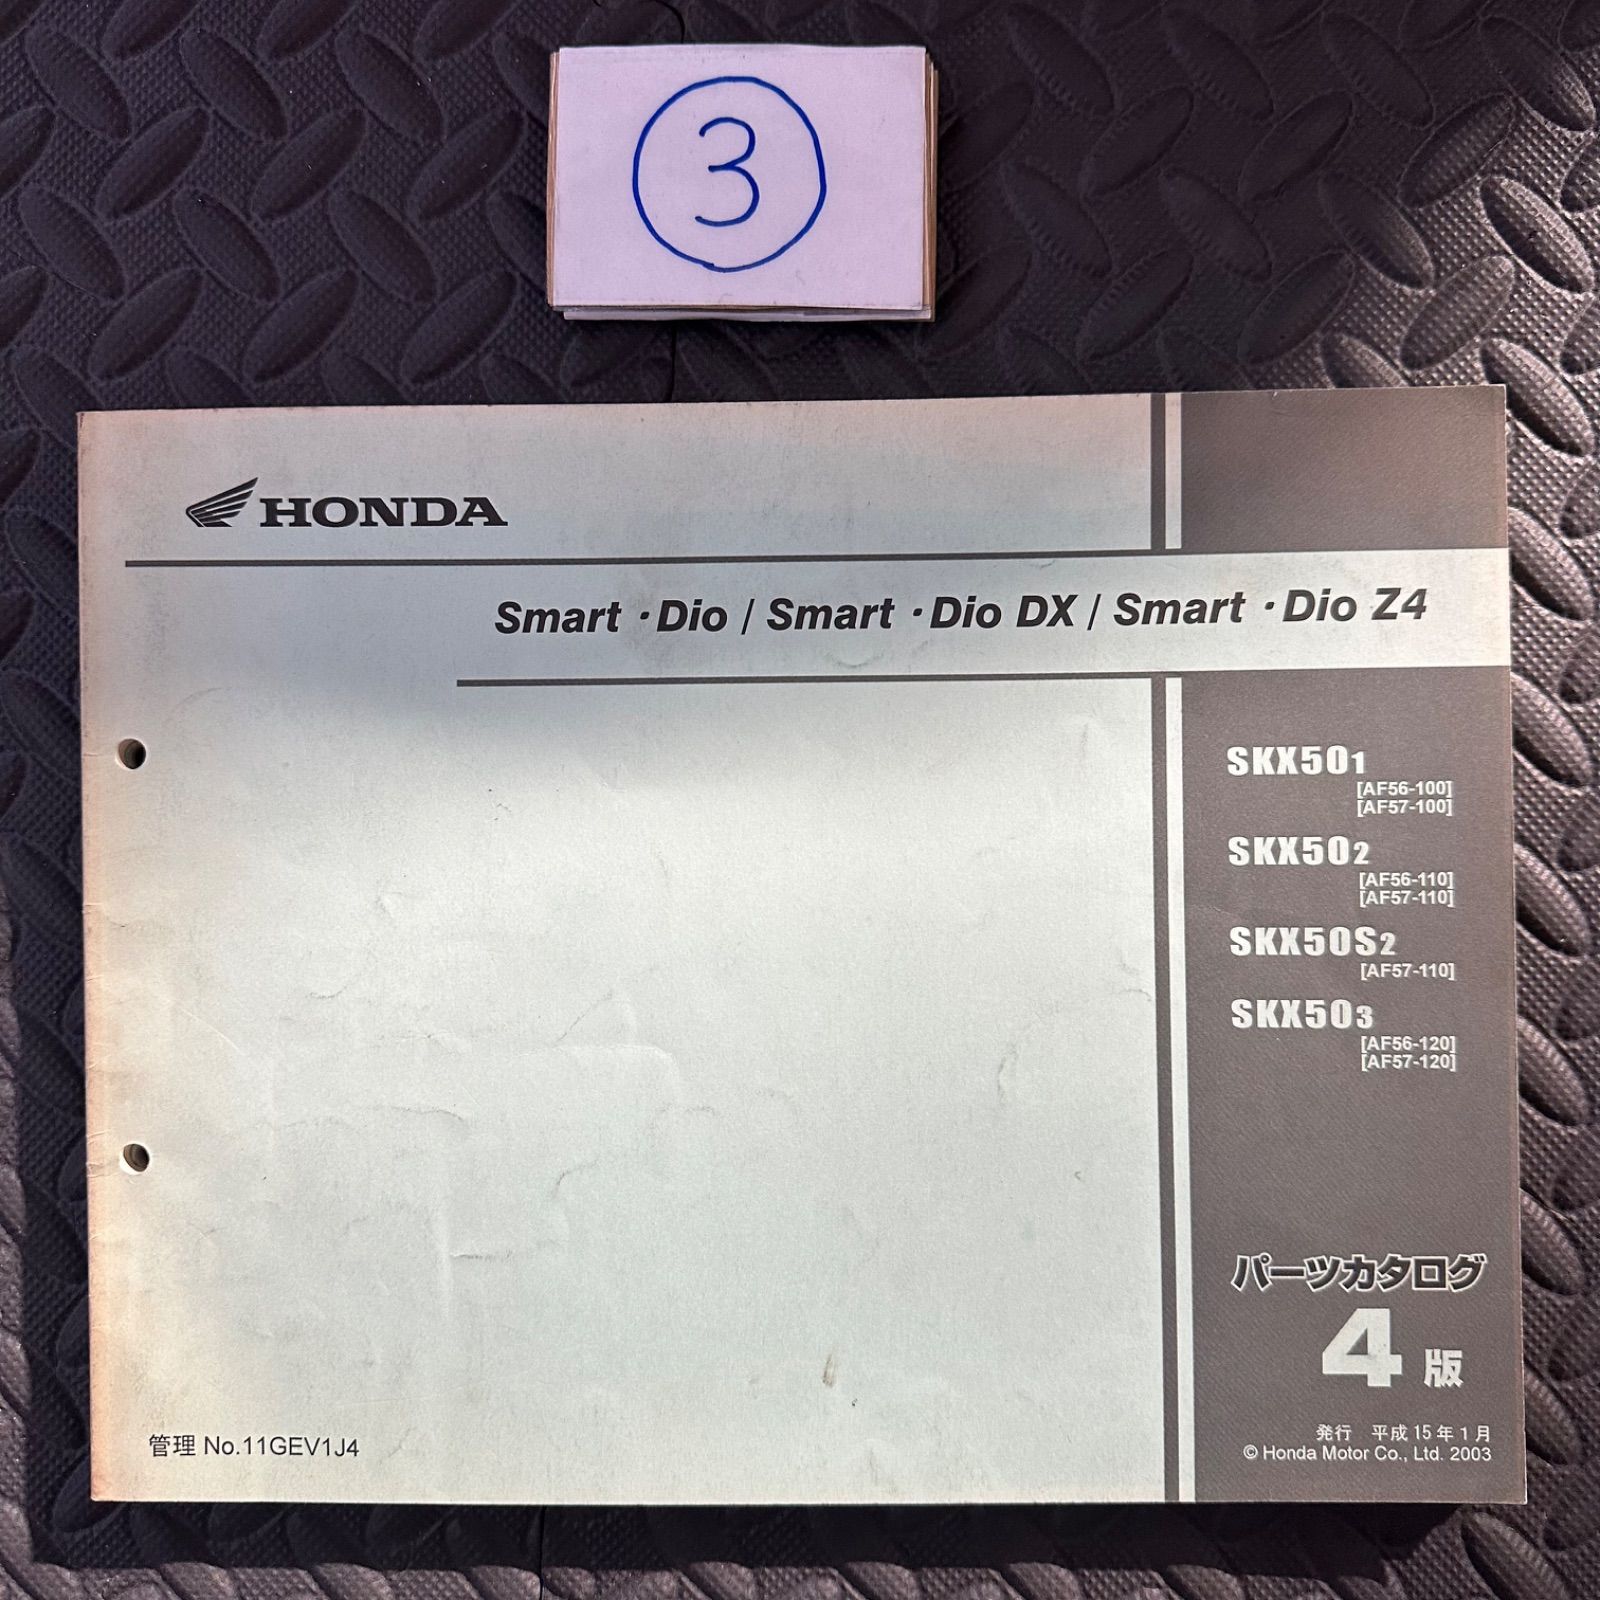 ③
HONDA
Smart・Dio / Smart・Dio DX / Smart・Dio Z4
SKX501
[AF56-100]
[AF57-100]
SKX502
[AF56-110]
[AF57-110]
SKX50S2
[AF57-110]
SKX503
[AF56-120]
[AF57-120]
パーツカタログ
4版
発行 平成15年1月
© Honda Motor Co., Ltd. 2003
管理 No.11GEV1J4